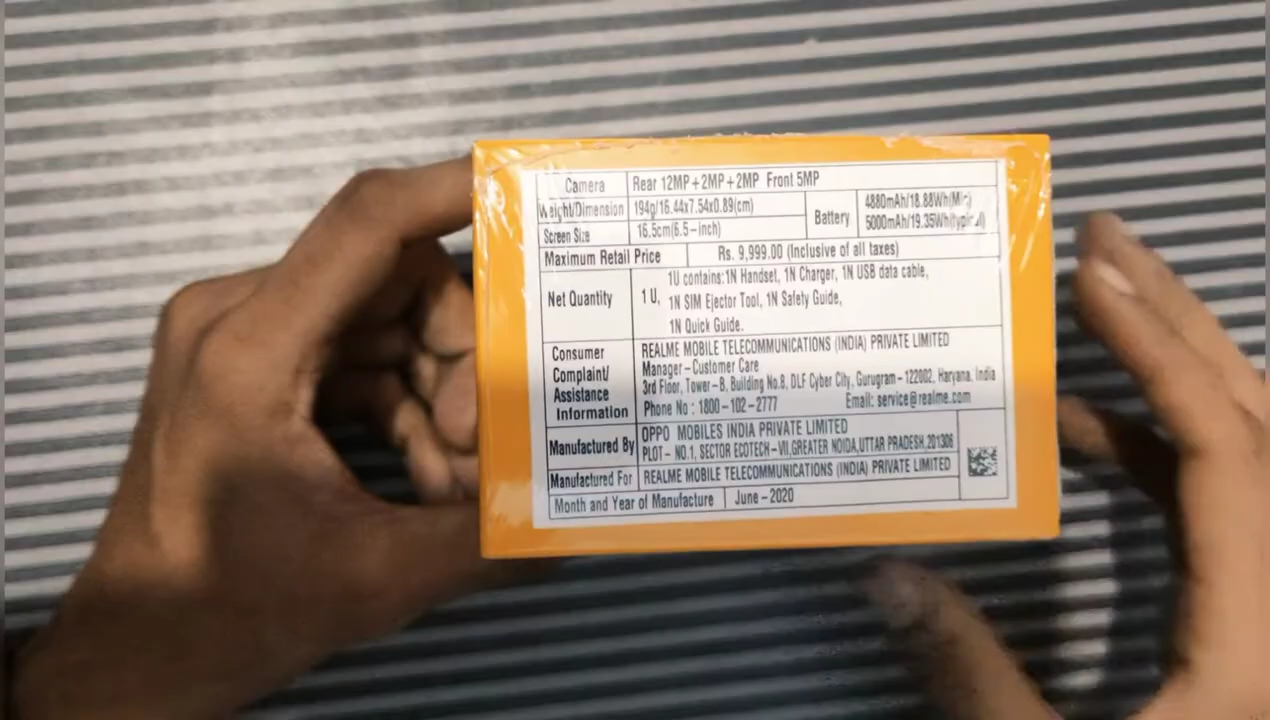 Camera Rear 12MP+2MP+2MP Front 5MP
Weight/Dimension 194g/16.44x7.54x0.89(cm)
Screen Size 16.5cm(6.5-inch)
Battery 4880mAh/18.88Wh(Min)
5000mAh/19.35Wh(typical)
Maximum Retail Price Rs. 9,999.00 (Inclusive of all taxes)
Net Quantity 1 U, 1U contains:1N Handset, 1N Charger, 1N USB data cable,
1N SIM Ejector Tool, 1N Safety Guide,
1N Quick Guide.
Consumer
Complaint/
Assistance
Information
REALME MOBILE TELECOMMUNICATIONS (INDIA) PRIVATE LIMITED
Manager-Customer Care
3rd Floor, Tower-B, Building No.8, DLF Cyber City, Gurugram-122002, Haryana, India
Phone No : 1800-102-2777 Email: service@realme.com
Manufactured By OPPO MOBILES INDIA PRIVATE LIMITED
PLOT- NO.1, SECTOR ECOTECH-VII,GREATER NOIDA,UTTAR PRADESH,201306
Manufactured For REALME MOBILE TELECOMMUNICATIONS (INDIA) PRIVATE LIMITED
Month and Year of Manufacture June-2020